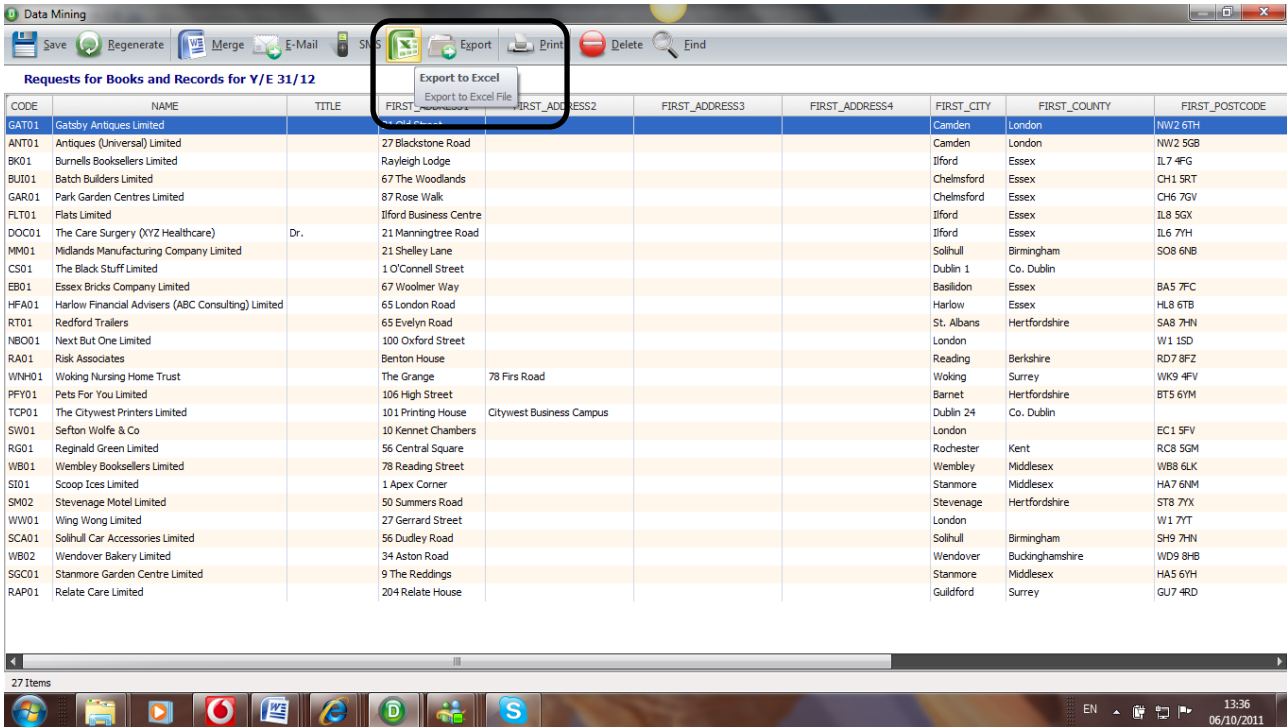 Data Mining
Save Regenerate Merge E-Mail SMS Export Print Delete Find
Requests for Books and Records for Y/E 31/12
Export to Excel
Export to Excel File
CODE NAME TITLE FIRST_ADDRESS1 FIRST_ADDRESS2 FIRST_ADDRESS3 FIRST_ADDRESS4 FIRST_CITY FIRST_COUNTY FIRST_POSTCODE
GAT01 Gatsby Antiques Limited 21 Old Street Camden London NW2 6TH
ANT01 Antiques (Universal) Limited 27 Blackstone Road Camden London NW2 5GB
BK01 Burnells Booksellers Limited Rayleigh Lodge Ilford Essex IL7 4FG
BUI01 Batch Builders Limited 67 The Woodlands Chelmsford Essex CH1 5RT
GAR01 Park Garden Centres Limited 87 Rose Walk Chelmsford Essex CH6 7GV
FLT01 Flats Limited Ilford Business Centre Ilford Essex IL8 5GX
DOC01 The Care Surgery (XYZ Healthcare) Dr. 21 Manningtree Road Ilford Essex IL6 7YH
MM01 Midlands Manufacturing Company Limited 21 Shelley Lane Solihull Birmingham SO8 6NB
CS01 The Black Stuff Limited 1 O'Connell Street Dublin 1 Co. Dublin
EB01 Essex Bricks Company Limited 67 Woolmer Way Basilidon Essex BA5 7FC
HFA01 Harlow Financial Advisers (ABC Consulting) Limited 65 London Road Harlow Essex HL8 6TB
RT01 Redford Trailers 65 Evelyn Road St. Albans Hertfordshire SA8 7HN
NBO01 Next But One Limited 100 Oxford Street London W1 1SD
RA01 Risk Associates Benton House Reading Berkshire RD7 8FZ
WNH01 Woking Nursing Home Trust The Grange 78 Firs Road Woking Surrey WK9 4FV
PFY01 Pets For You Limited 106 High Street Barnet Hertfordshire BT5 6YM
TCP01 The Citywest Printers Limited 101 Printing House Citywest Business Campus Dublin 24 Co. Dublin
SW01 Sefton Wolfe & Co 10 Kennet Chambers London EC1 5FV
RG01 Reginald Green Limited 56 Central Square Rochester Kent RC8 5GM
WB01 Wembley Booksellers Limited 78 Reading Street Wembley Middlesex WB8 6LK
SI01 Scoop Ices Limited 1 Apex Corner Stanmore Middlesex HA7 6NM
SM02 Stevenage Motel Limited 50 Summers Road Stevenage Hertfordshire ST8 7YX
WW01 Wing Wong Limited 27 Gerrard Street London W1 7YT
SCA01 Solihull Car Accessories Limited 56 Dudley Road Solihull Birmingham SH9 7HN
WB02 Wendover Bakery Limited 34 Aston Road Wendover Buckinghamshire WD9 8HB
SGC01 Stanmore Garden Centre Limited 9 The Reddings Stanmore Middlesex HA5 6YH
RAP01 Relate Care Limited 204 Relate House Guildford Surrey GU7 4RD
27 Items
EN 13:36
06/10/2011